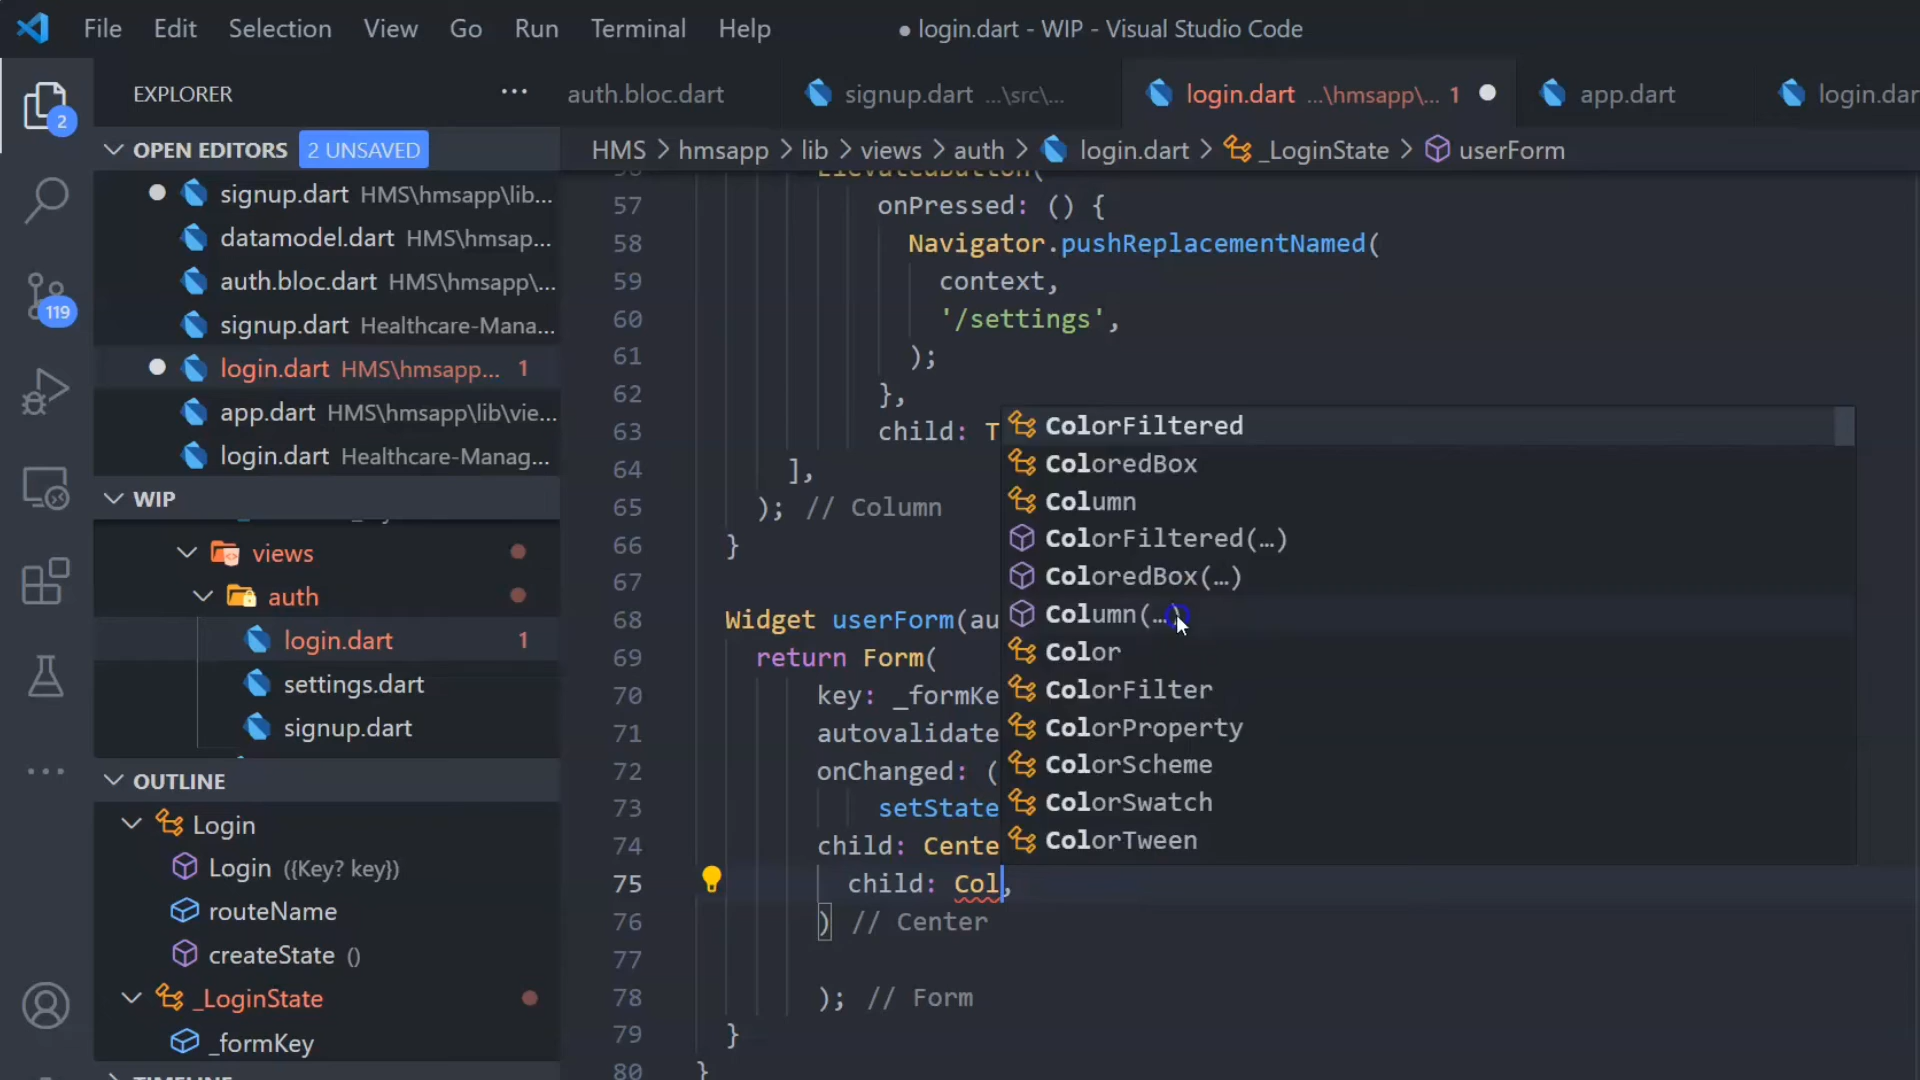 File Edit Selection View Go Run Terminal Help ● login.dart - WIP - Visual Studio Code
EXPLORER ...
auth.bloc.dart signup.dart ...\src\... login.dart ...\hmsapp\... 1 app.dart login.dar
OPEN EDITORS 2 UNSAVED
HMS > hmsapp > lib > views > auth > login.dart > _LoginState > userForm
signup.dart HMS\hmsapp\lib...
datamodel.dart HMS\hmsap...
auth.bloc.dart HMS\hmsapp\...
signup.dart Healthcare-Mana...
login.dart HMS\hmsapp... 1
app.dart HMS\hmsapp\lib\vie...
login.dart Healthcare-Manag...
WIP
views
auth
login.dart 1
settings.dart
signup.dart
OUTLINE
Login
Login ({Key? key})
routeName
createState ()
_LoginState
_formKey
TIMELINE
2
119
56 ElevatedButton(
57 onPressed: () {
58 Navigator.pushReplacementNamed(
59 context,
60 '/settings',
61 );
62 },
63 child: T
64 ],
65 ); // Column
66 }
67
68 Widget userForm(au
69 return Form(
70 key: _formKe
71 autovalidate
72 onChanged: (
73 setState
74 child: Cente
75 child: Col,
76 ) // Center
77
78 ); // Form
79 }
80 }
ColorFiltered
ColoredBox
Column
ColorFiltered(…)
ColoredBox(…)
Column(…)
Color
ColorFilter
ColorProperty
ColorScheme
ColorSwatch
ColorTween